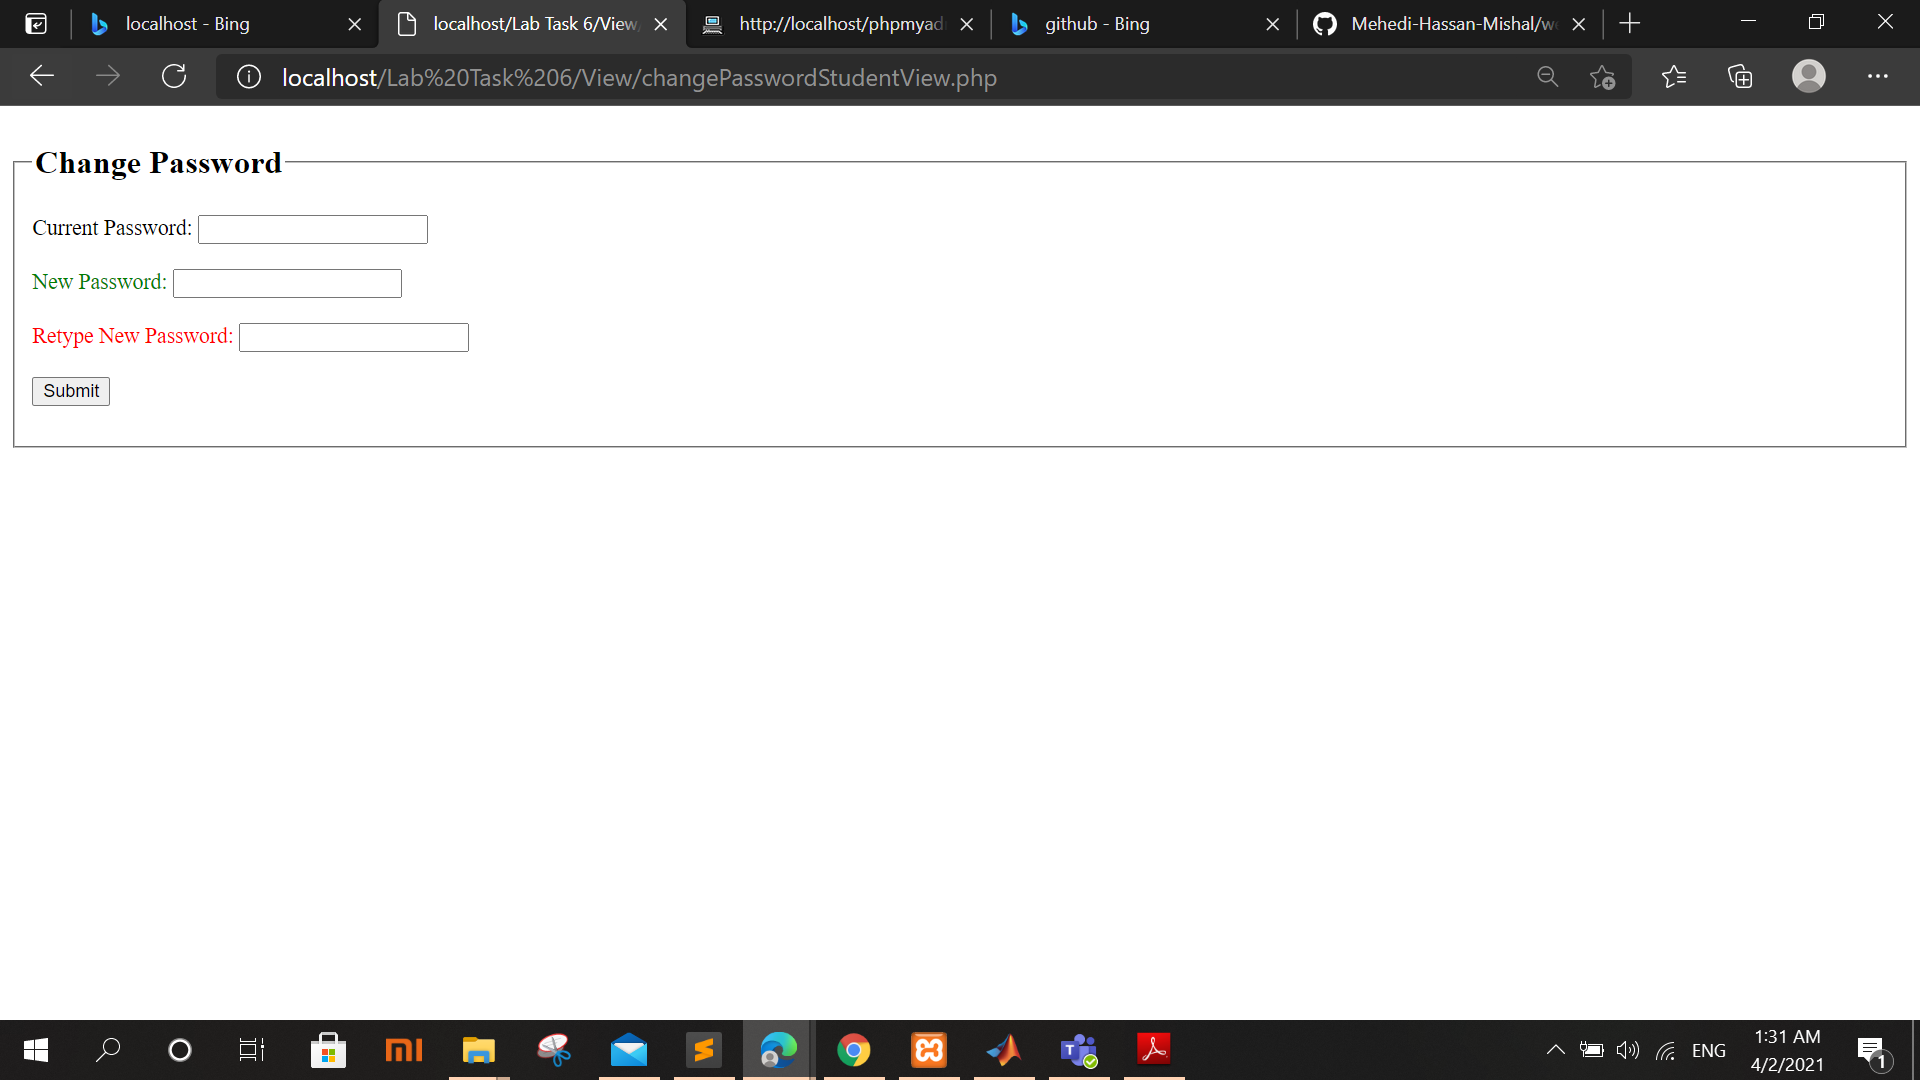 localhost - Bing
localhost/Lab Task 6/View
http://localhost/phpmyad
github - Bing
Mehedi-Hassan-Mishal/w
localhost/Lab%20Task%206/View/changePasswordStudentView.php
Change Password
Current Password:
New Password:
Retype New Password:
Submit
mi
ENG
1:31 AM
4/2/2021
1